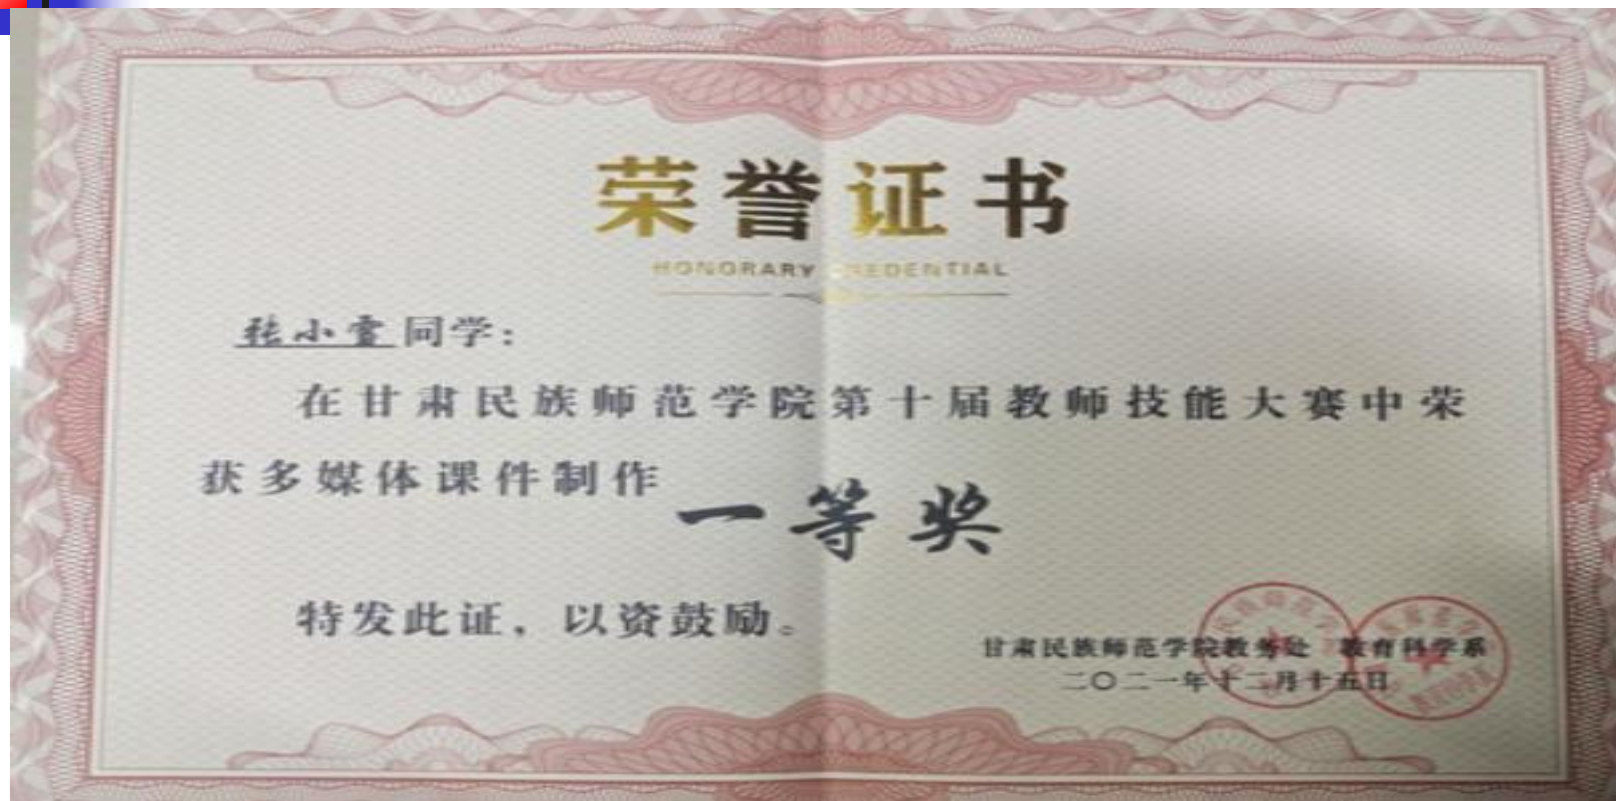 荣誉证书
HONORARY CREDENTIAL
张小雪同学：
在甘肃民族师范学院第十届教师技能大赛中荣
获多媒体课件制作
一等奖
特发此证，以资鼓励。
甘肃民族师范学院教务处 教育科学系
二〇二一年十二月十五日